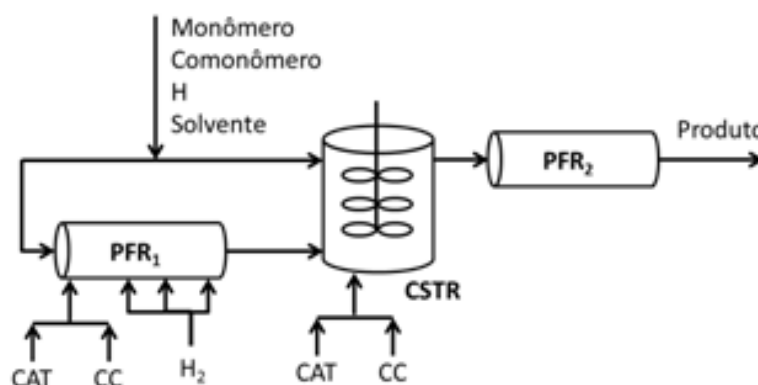 Monômero
Comonômero
H
Solvente
Produto
PFR₂
PFR₁
CSTR
CAT
CC
H₂
CAT
CC